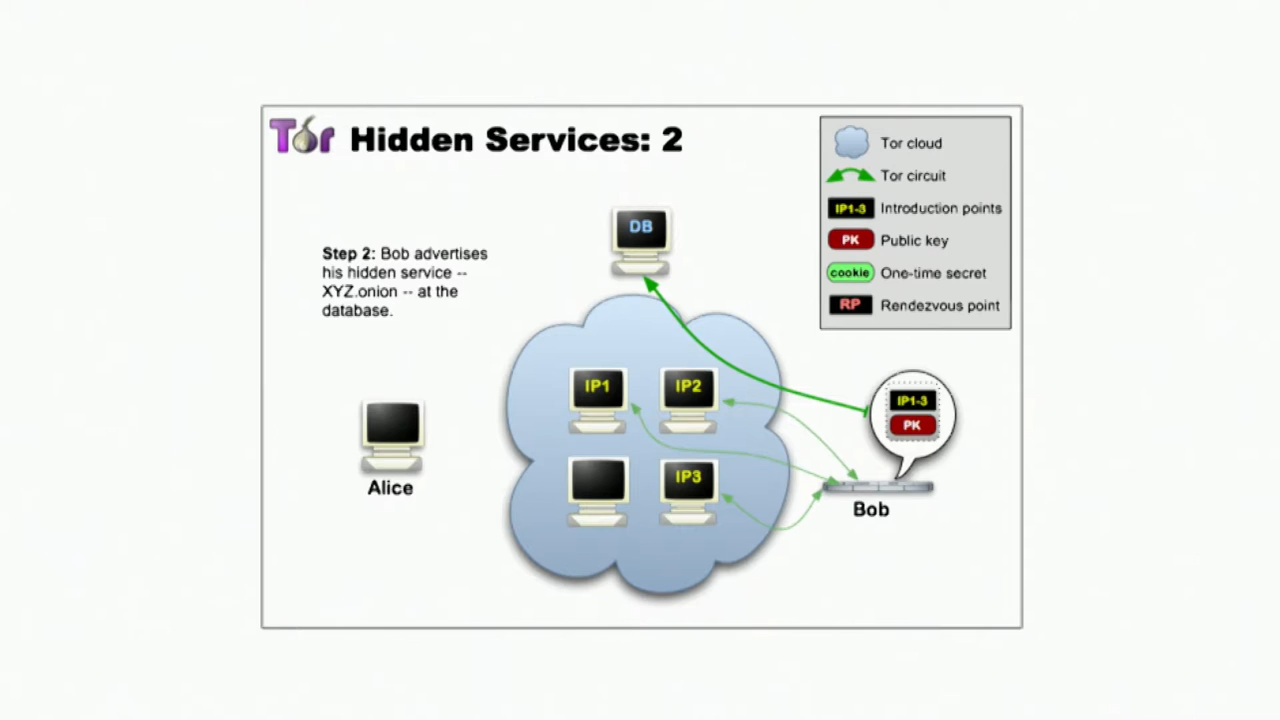 Tor Hidden Services: 2
Tor cloud
Tor circuit
IP1-3 Introduction points
PK Public key
cookie One-time secret
RP Rendezvous point
Step 2: Bob advertises
his hidden service --
XYZ.onion -- at the
database.
DB
IP1 IP2
IP3
IP1-3
PK
Alice
Bob